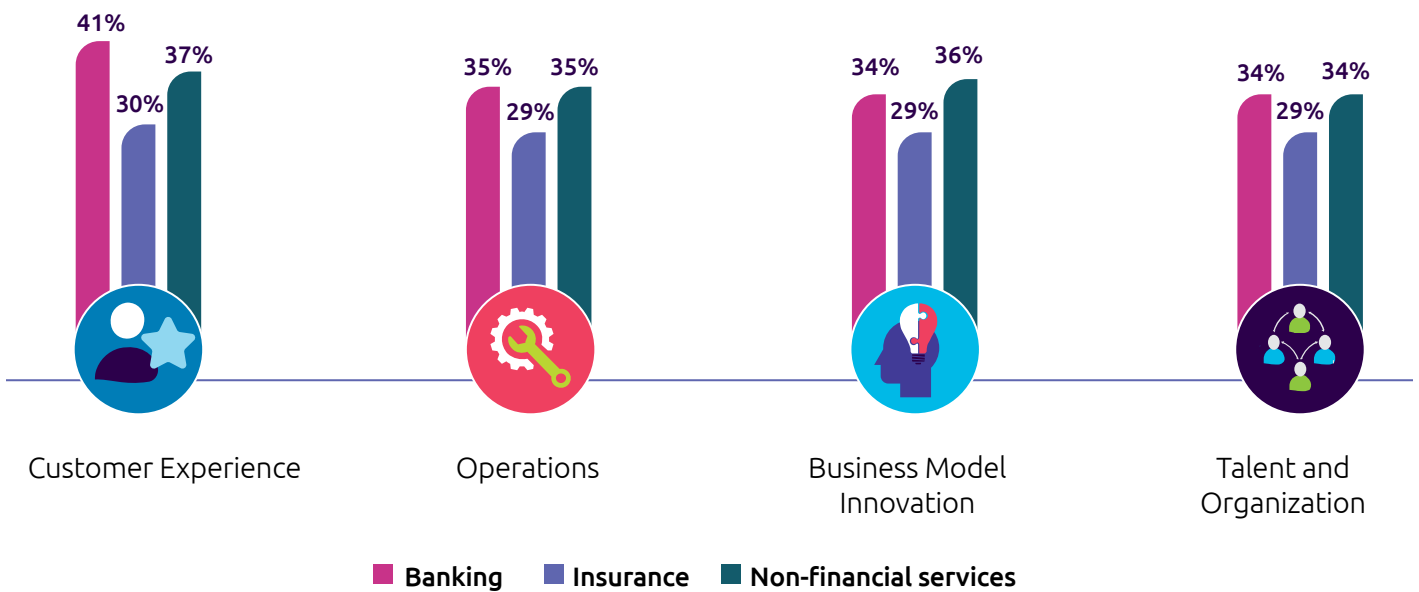 41%
30%
37%
35%
29%
35%
34%
29%
36%
34%
29%
34%
Customer Experience
Operations
Business Model
Innovation
Talent and
Organization
Banking
Insurance
Non-financial services